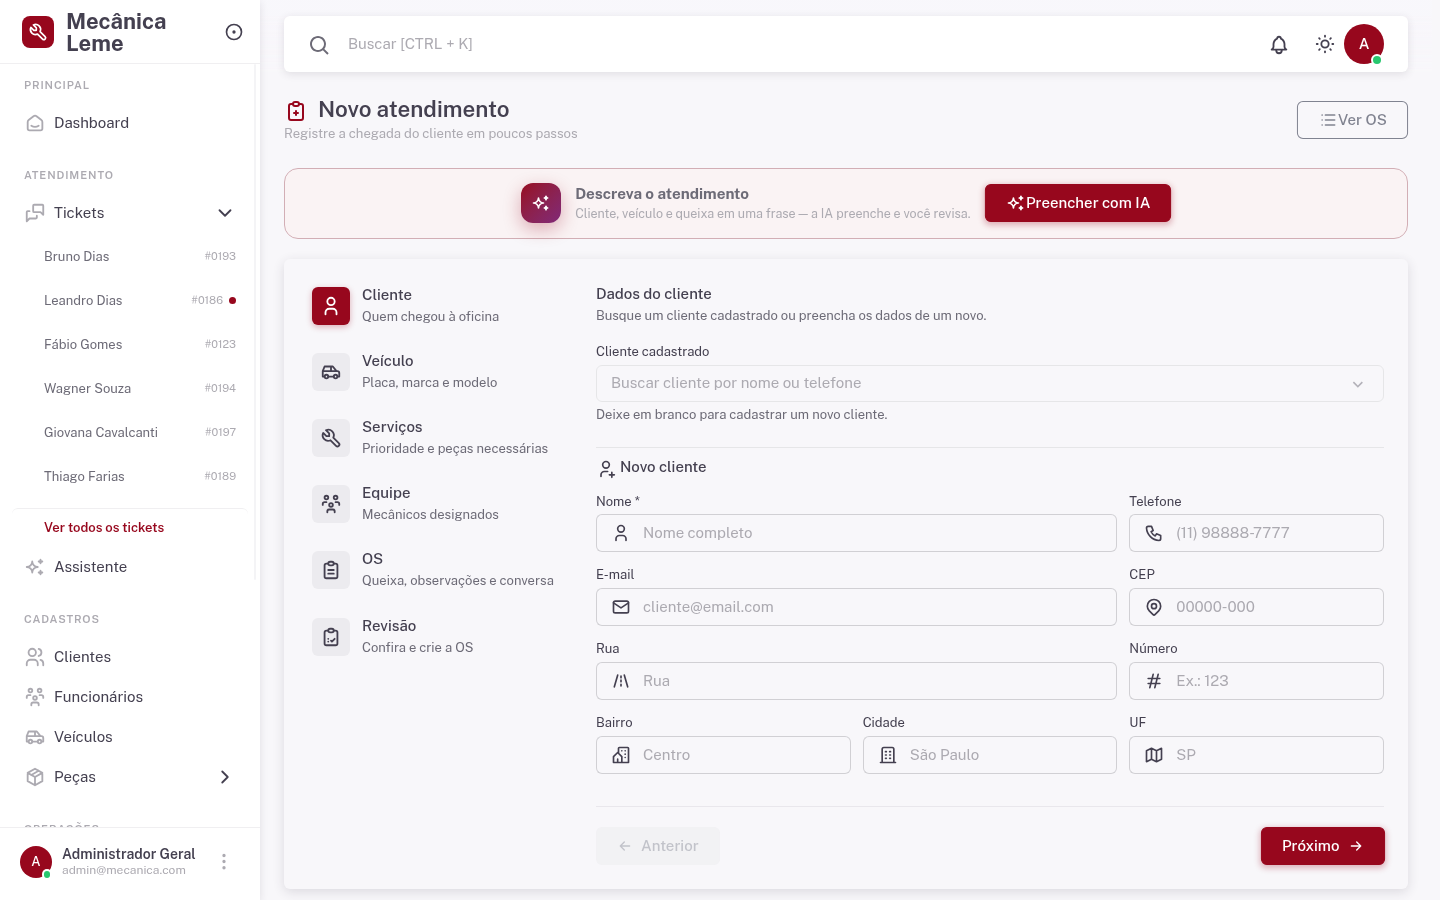 Mecânica
Leme
PRINCIPAL
Dashboard
ATENDIMENTO
Tickets
Bruno Dias #0193
Leandro Dias #0186
Fábio Gomes #0123
Wagner Souza #0194
Giovana Cavalcanti #0197
Thiago Farias #0189
Ver todos os tickets
Assistente
CADASTROS
Clientes
Funcionários
Veículos
Peças
OPERAÇÕES
A
Administrador Geral
admin@mecanica.com
Buscar [CTRL + K]
A
Novo atendimento
Registre a chegada do cliente em poucos passos
Ver OS
Descreva o atendimento
Cliente, veículo e queixa em uma frase — a IA preenche e você revisa.
Preencher com IA
Cliente
Quem chegou à oficina
Veículo
Placa, marca e modelo
Serviços
Prioridade e peças necessárias
Equipe
Mecânicos designados
OS
Queixa, observações e conversa
Revisão
Confira e crie a OS
Dados do cliente
Busque um cliente cadastrado ou preencha os dados de um novo.
Cliente cadastrado
Buscar cliente por nome ou telefone
Deixe em branco para cadastrar um novo cliente.
Novo cliente
Nome * Telefone
Nome completo (11) 98888-7777
E-mail CEP
cliente@email.com 00000-000
Rua Número
Rua Ex.: 123
Bairro Cidade UF
Centro São Paulo SP
Anterior Próximo